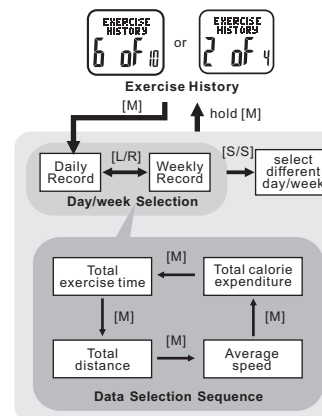 EXERCISE
HISTORY
6 oF 10
or
EXERCISE
HISTORY
2 oF 4
Exercise History
[M]
hold [M]
Daily
Record
[L/R]
Weekly
Record
[S/S]
select
different
day/week
Day/week Selection
Total
exercise time
[M]
Total calorie
expenditure
[M]
[M]
Total
distance
[M]
Average
speed
Data Selection Sequence